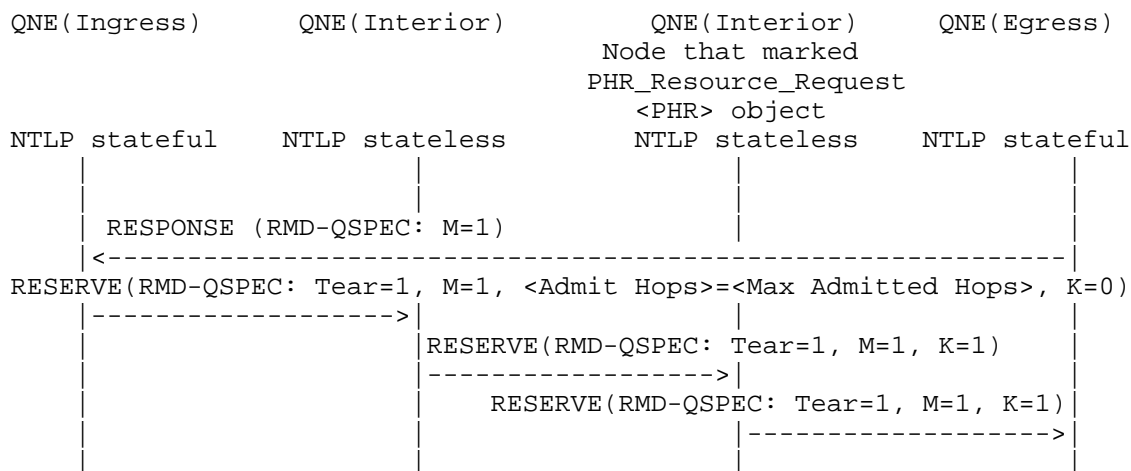 QNE(Ingress) QNE(Interior) QNE(Interior) QNE(Egress)
Node that marked
PHR_Resource_Request
<PHR> object
NTLP stateful NTLP stateless NTLP stateless NTLP stateful
RESPONSE (RMD-QSPEC: M=1)
RESERVE(RMD-QSPEC: Tear=1, M=1, <Admit Hops>=<Max Admitted Hops>, K=0)
RESERVE(RMD-QSPEC: Tear=1, M=1, K=1)
RESERVE(RMD-QSPEC: Tear=1, M=1, K=1)